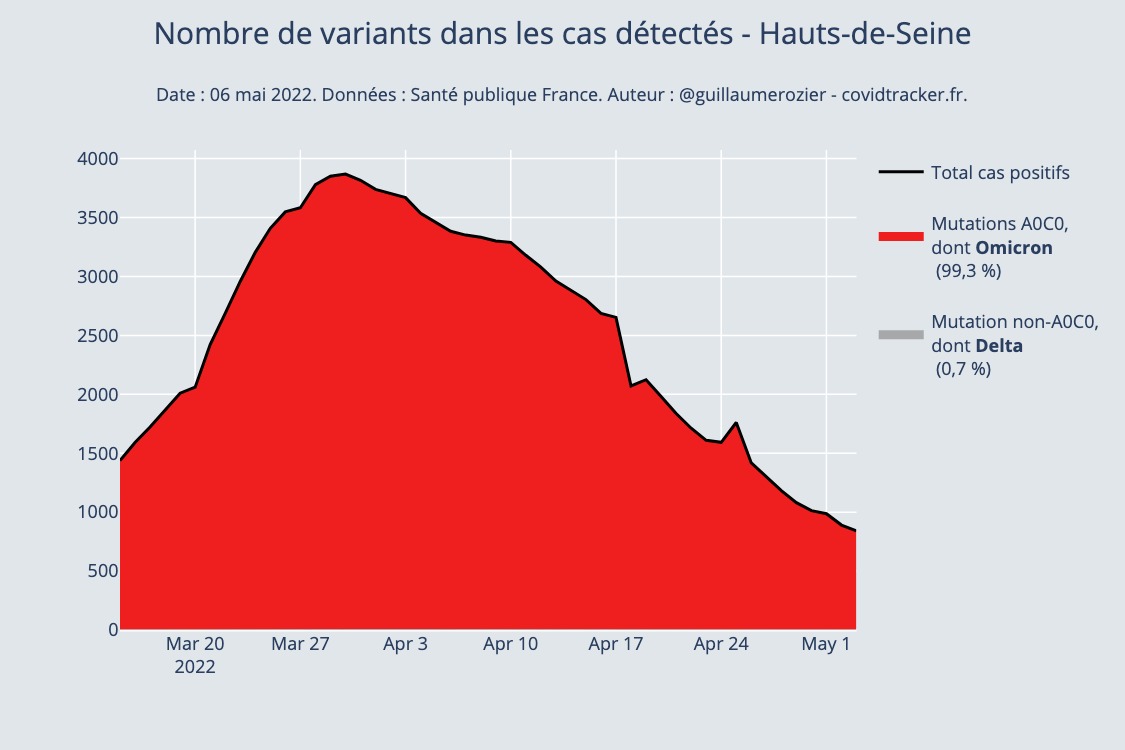 Nombre de variants dans les cas détectés - Hauts-de-Seine
Date : 06 mai 2022. Données : Santé publique France. Auteur : @guillaumerozier - covidtracker.fr.
4000
3500
3000
2500
2000
1500
1000
500
0
Mar 20 Mar 27 Apr 3 Apr 10 Apr 17 Apr 24 May 1
2022
Total cas positifs
Mutations A0C0,
dont Omicron
(99,3 %)
Mutation non-A0C0,
dont Delta
(0,7 %)